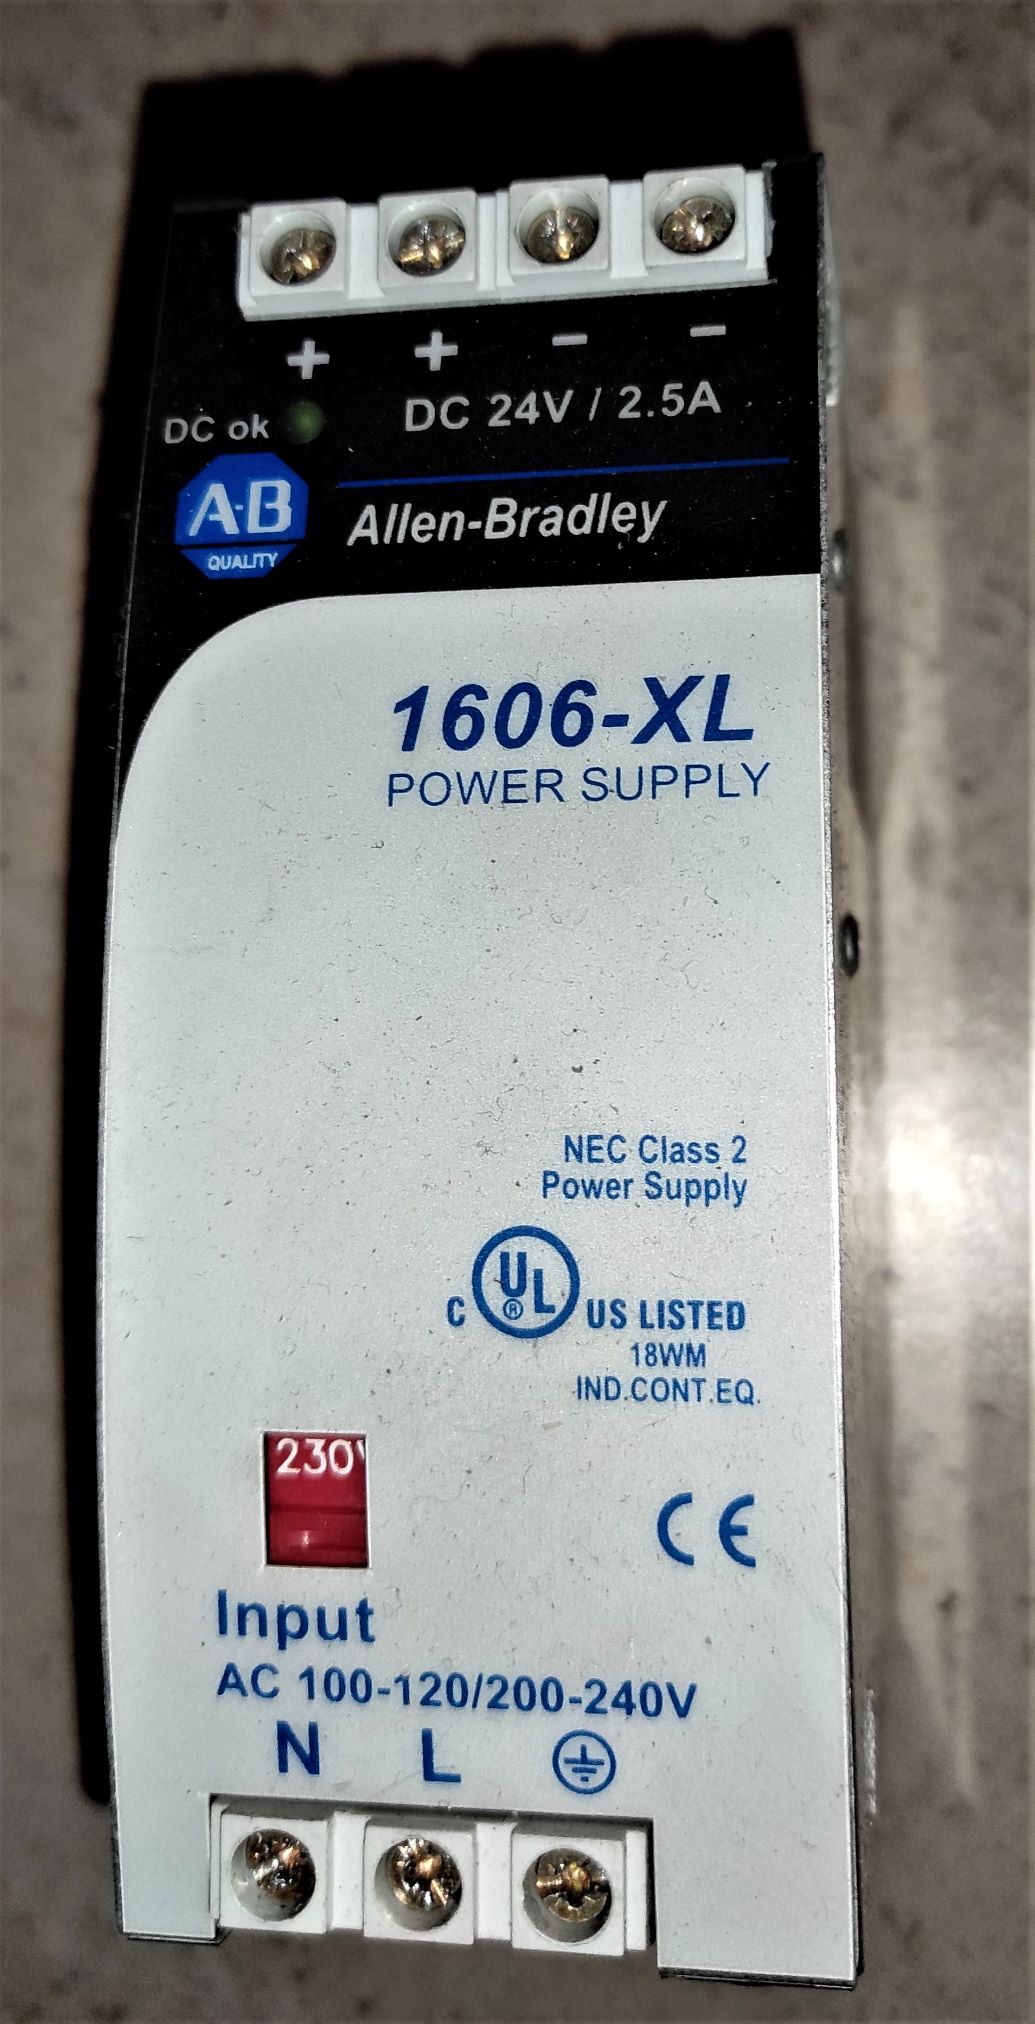 + + − −
DC ok DC 24V / 2.5A
A-B
QUALITY
Allen-Bradley
1606-XL
POWER SUPPLY
NEC Class 2
Power Supply
C UL ® US LISTED
18WM
IND.CONT.EQ.
230V
CE
Input
AC 100-120/200-240V
N L